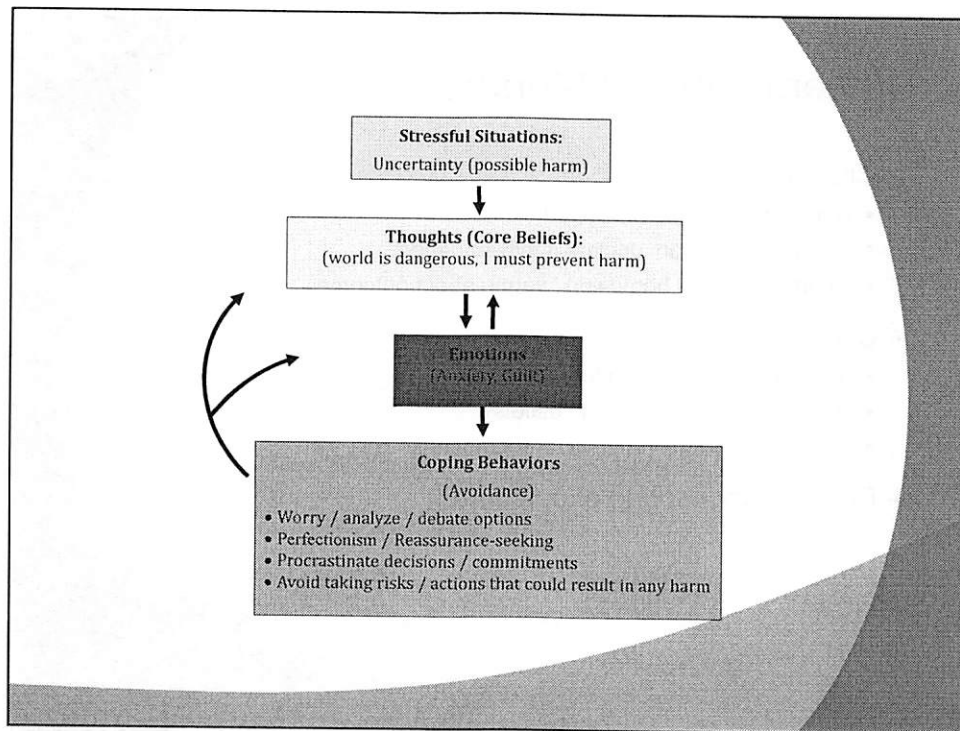 Stressful Situations:
Uncertainty (possible harm)
Thoughts (Core Beliefs):
(world is dangerous, I must prevent harm)
Emotions
(Anxiety, Guilt)
Coping Behaviors
(Avoidance)
• Worry / analyze / debate options
• Perfectionism / Reassurance-seeking
• Procrastinate decisions / commitments
• Avoid taking risks / actions that could result in any harm